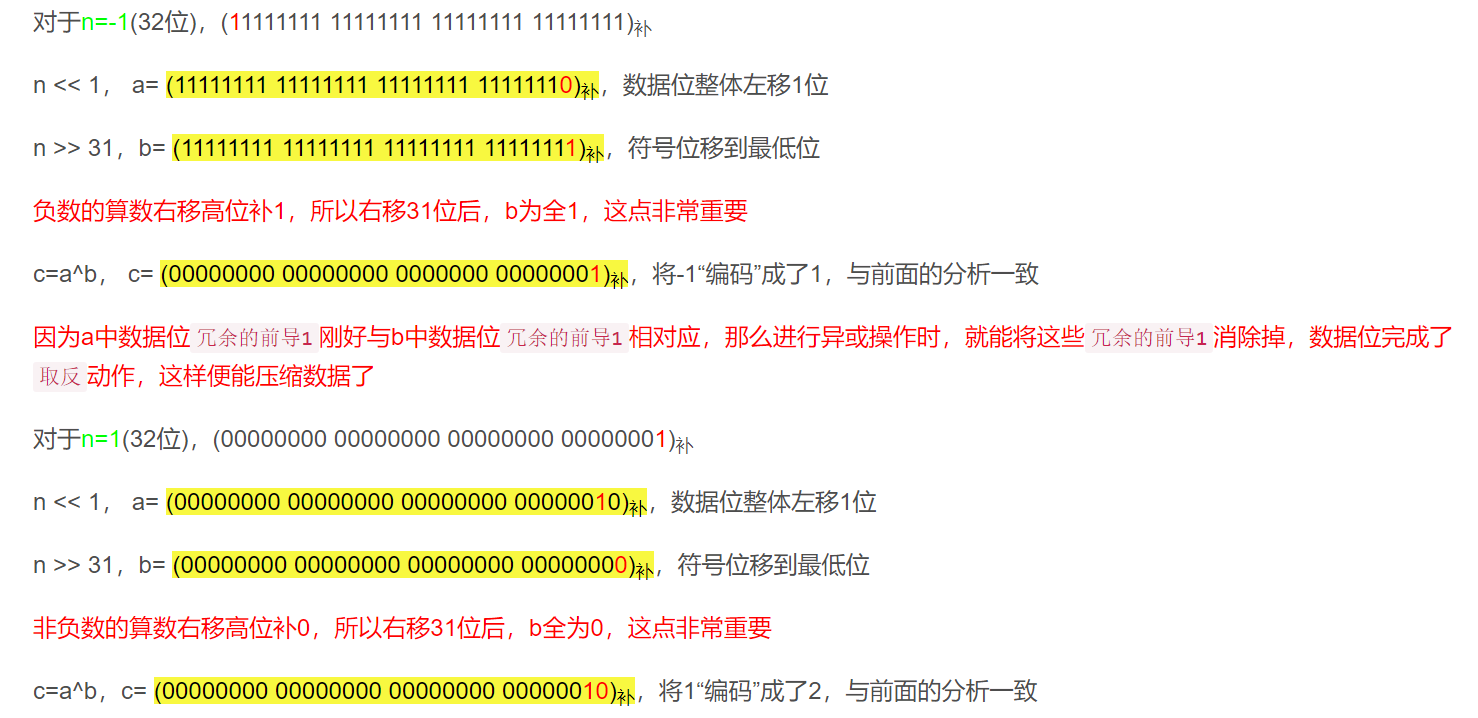 对于n=-1(32位)，(11111111 11111111 11111111 11111111)补
n << 1， a= (11111111 11111111 11111111 11111110)补，数据位整体左移1位
n >> 31，b= (11111111 11111111 11111111 11111111)补，符号位移到最低位
负数的算数右移高位补1，所以右移31位后，b为全1，这点非常重要
c=a^b， c= (00000000 00000000 0000000 00000001)补，将-1“编码”成了1，与前面的分析一致
因为a中数据位冗余的前导1刚好与b中数据位冗余的前导1相对应，那么进行异或操作时，就能将这些冗余的前导1消除掉，数据位完成了
取反动作，这样便能压缩数据了
对于n=1(32位)，(00000000 00000000 00000000 00000001)补
n << 1， a= (00000000 00000000 00000000 00000010)补，数据位整体左移1位
n >> 31，b= (00000000 00000000 00000000 00000000)补，符号位移到最低位
非负数的算数右移高位补0，所以右移31位后，b全为0，这点非常重要
c=a^b，c= (00000000 00000000 00000000 00000010)补，将1“编码”成了2，与前面的分析一致